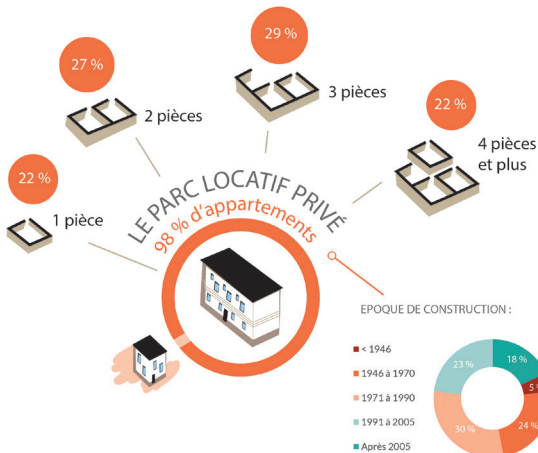 29 %
27 %
3 pièces
22 %
2 pièces
4 pièces
et plus
22 %
1 pièce
LE PARC LOCATIF PRIVÉ
98 % d'appartements
EPOQUE DE CONSTRUCTION :
< 1946
1946 à 1970
1971 à 1990
1991 à 2005
Après 2005
18 %
5 %
24 %
30 %
23 %